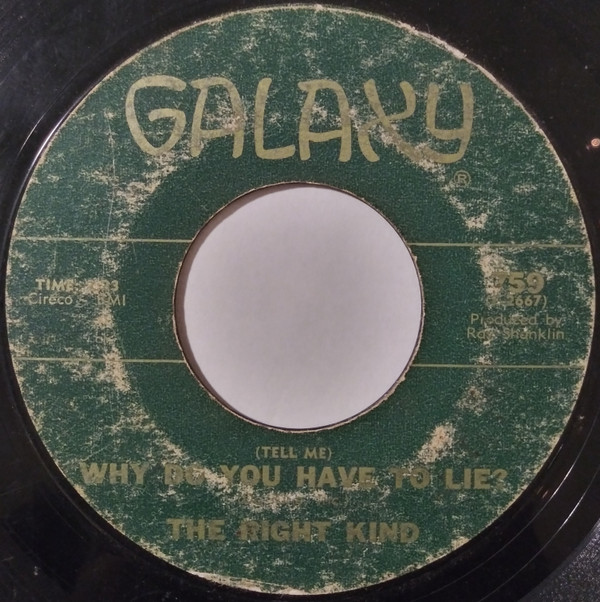 GALAXY
®
TIME:
Cireco - BMI
759
2667)
Produced by
Ray Shanklin
(TELL ME)
WHY DO YOU HAVE TO LIE?
THE RIGHT KIND